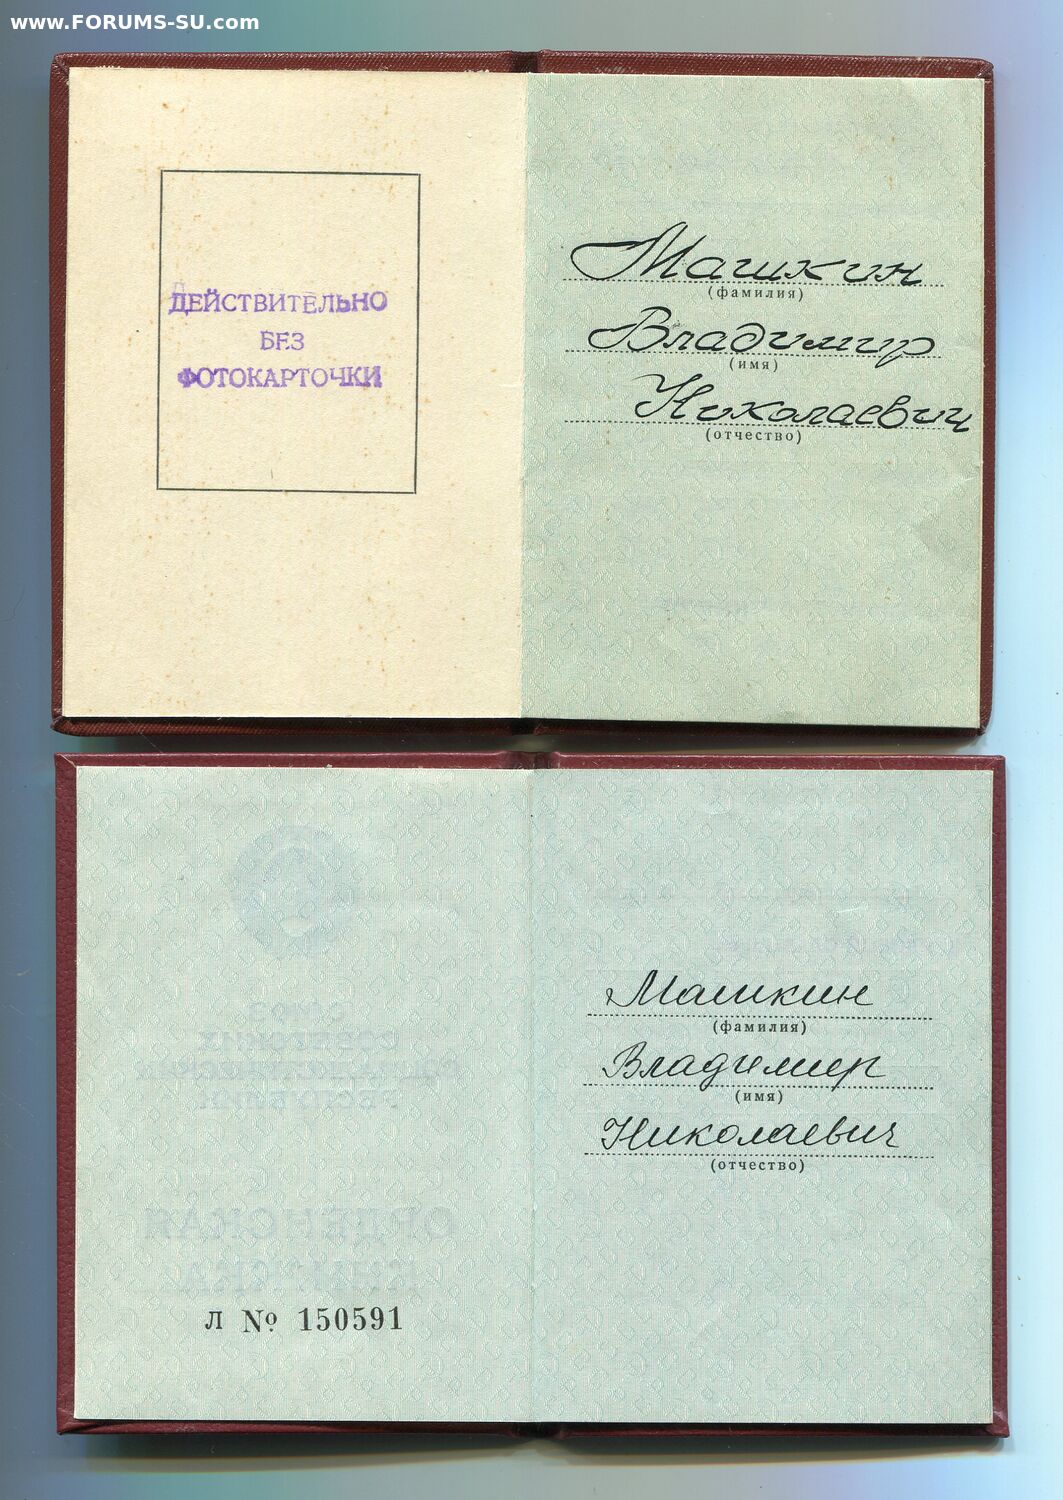 www.FORUMS-SU.com
ДЕЙСТВИТЕЛЬНО
БЕЗ
ФОТОКАРТОЧКИ
Машкин
(фамилия)
Владимир
(имя)
Николаевич
(отчество)
Л № 150591
Машкин
(фамилия)
Владимир
(имя)
Николаевич
(отчество)